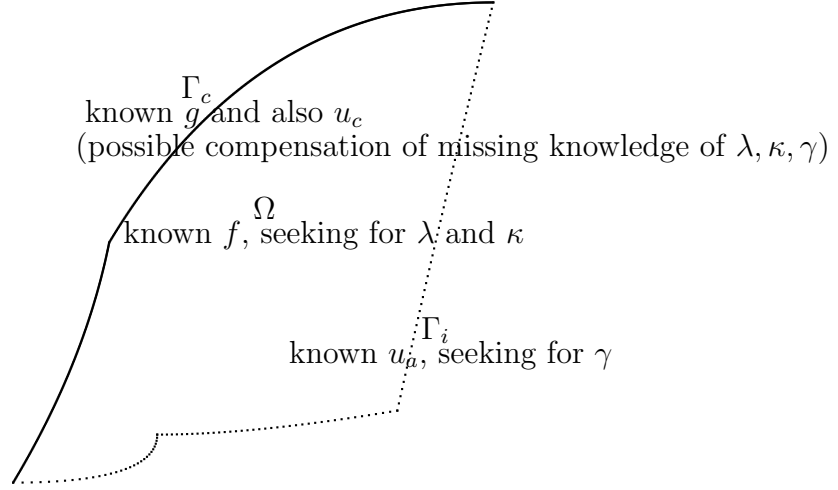 Γ_c
known g and also u_c
(possible compensation of missing knowledge of λ, κ, γ)
Ω
known f, seeking for λ and κ
Γ_i
known u_a, seeking for γ